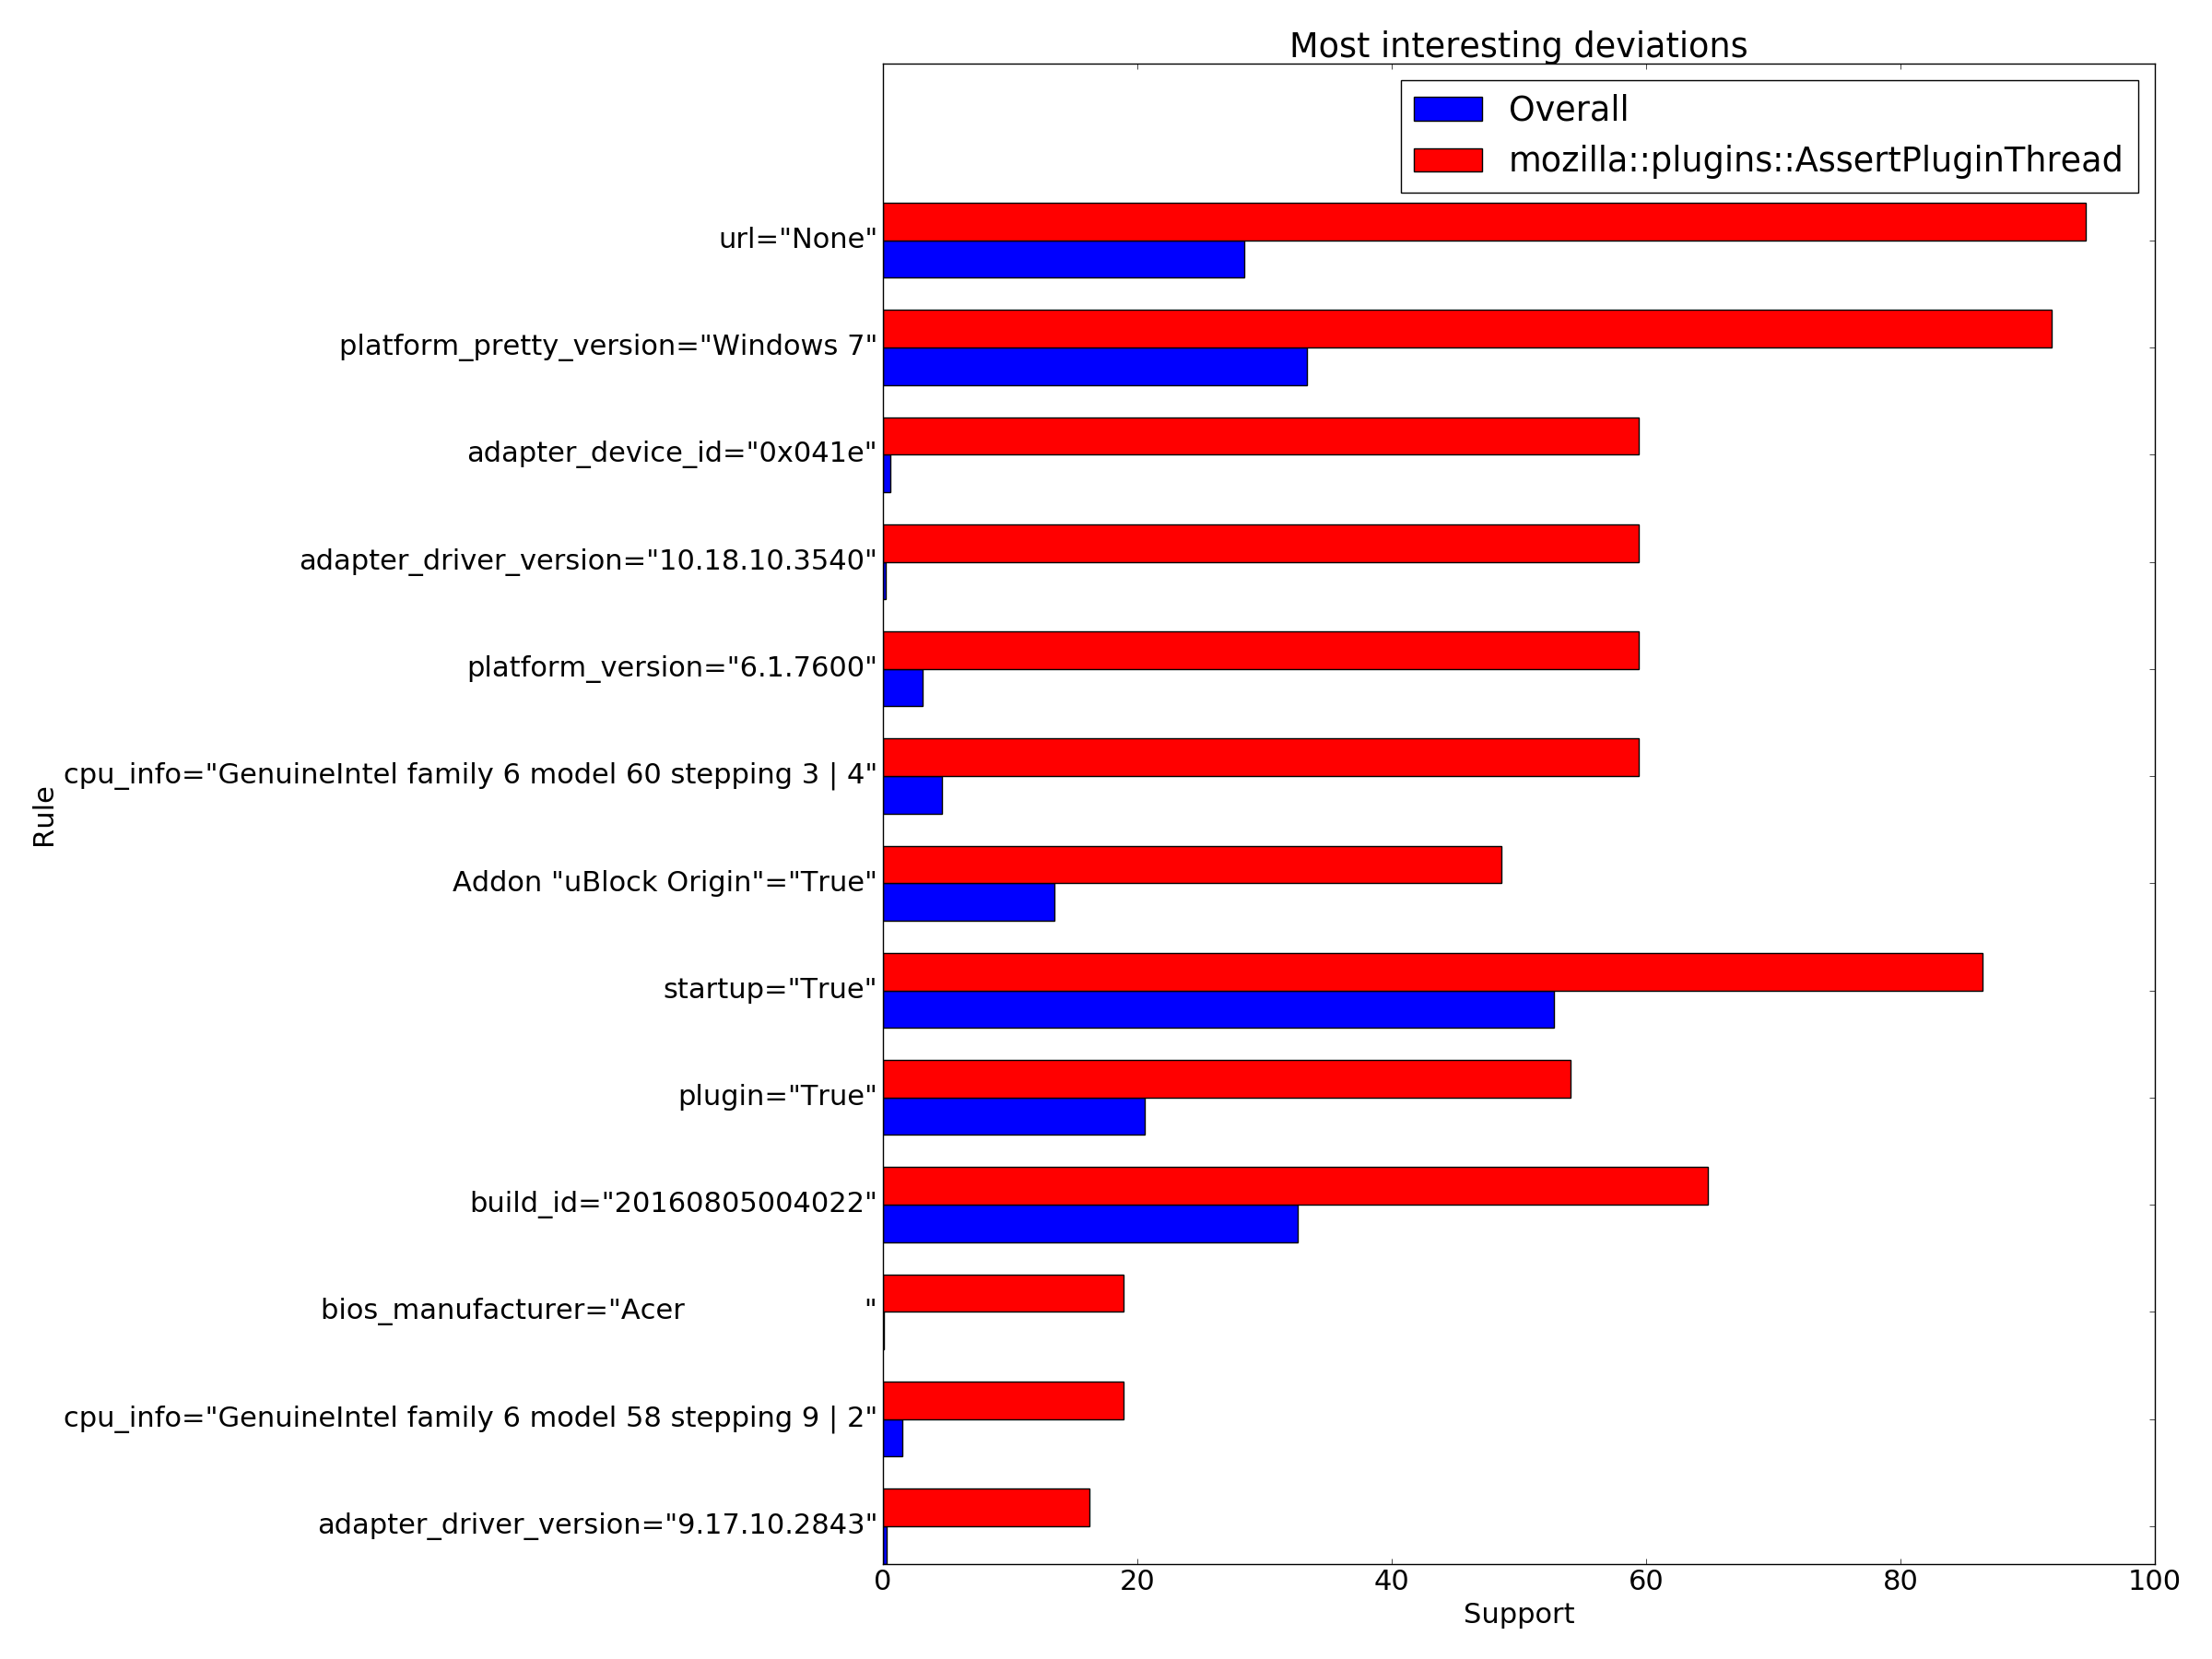 Most interesting deviations
Overall
mozilla::plugins::AssertPluginThread
url="None"
platform_pretty_version="Windows 7"
adapter_device_id="0x041e"
adapter_driver_version="10.18.10.3540"
platform_version="6.1.7600"
cpu_info="GenuineIntel family 6 model 60 stepping 3 | 4"
Addon "uBlock Origin"="True"
startup="True"
plugin="True"
build_id="20160805004022"
bios_manufacturer="Acer                    "
cpu_info="GenuineIntel family 6 model 58 stepping 9 | 2"
adapter_driver_version="9.17.10.2843"
Rule
0 20 40 60 80 100
Support